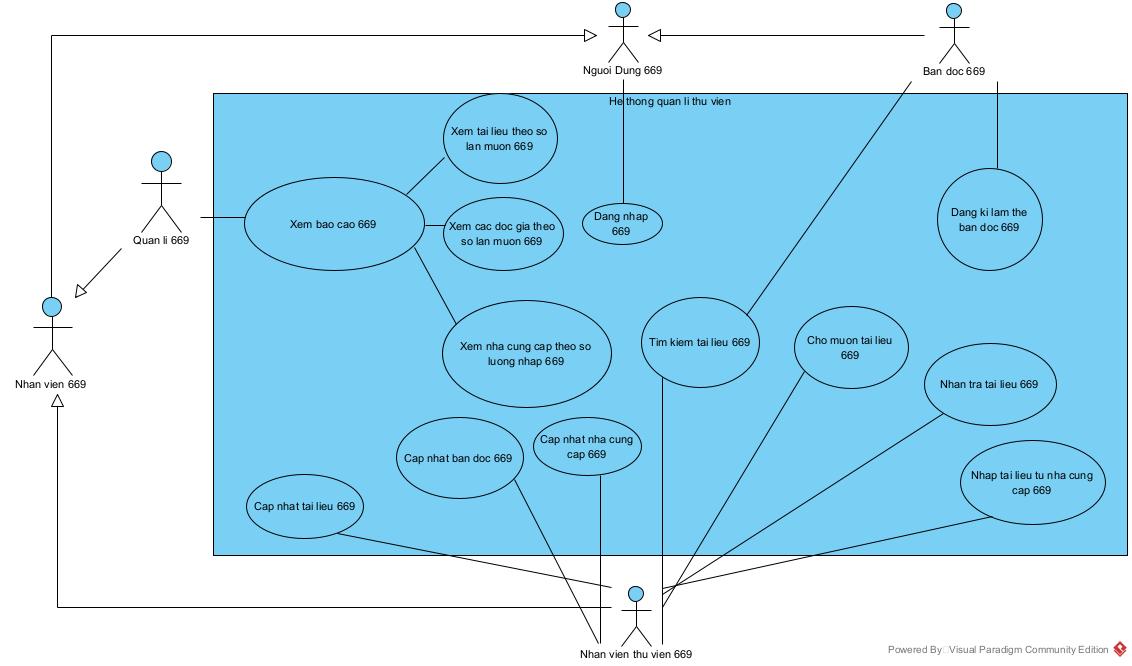 Nguoi Dung 669
Ban doc 669
He thong quan li thu vien
Xem tai lieu theo so
lan muon 669
Quan li 669
Xem bao cao 669
Xem cac doc gia theo
so lan muon 669
Dang nhap
669
Dang ki lam the
ban doc 669
Nhan vien 669
Xem nha cung cap theo so
luong nhap 669
Tim kiem tai lieu 669
Cho muon tai lieu
669
Nhan tra tai lieu 669
Cap nhat ban doc 669
Cap nhat nha cung
cap 669
Nhap tai lieu tu nha cung
cap 669
Cap nhat tai lieu 669
Nhan vien thu vien 669
Powered By Visual Paradigm Community Edition